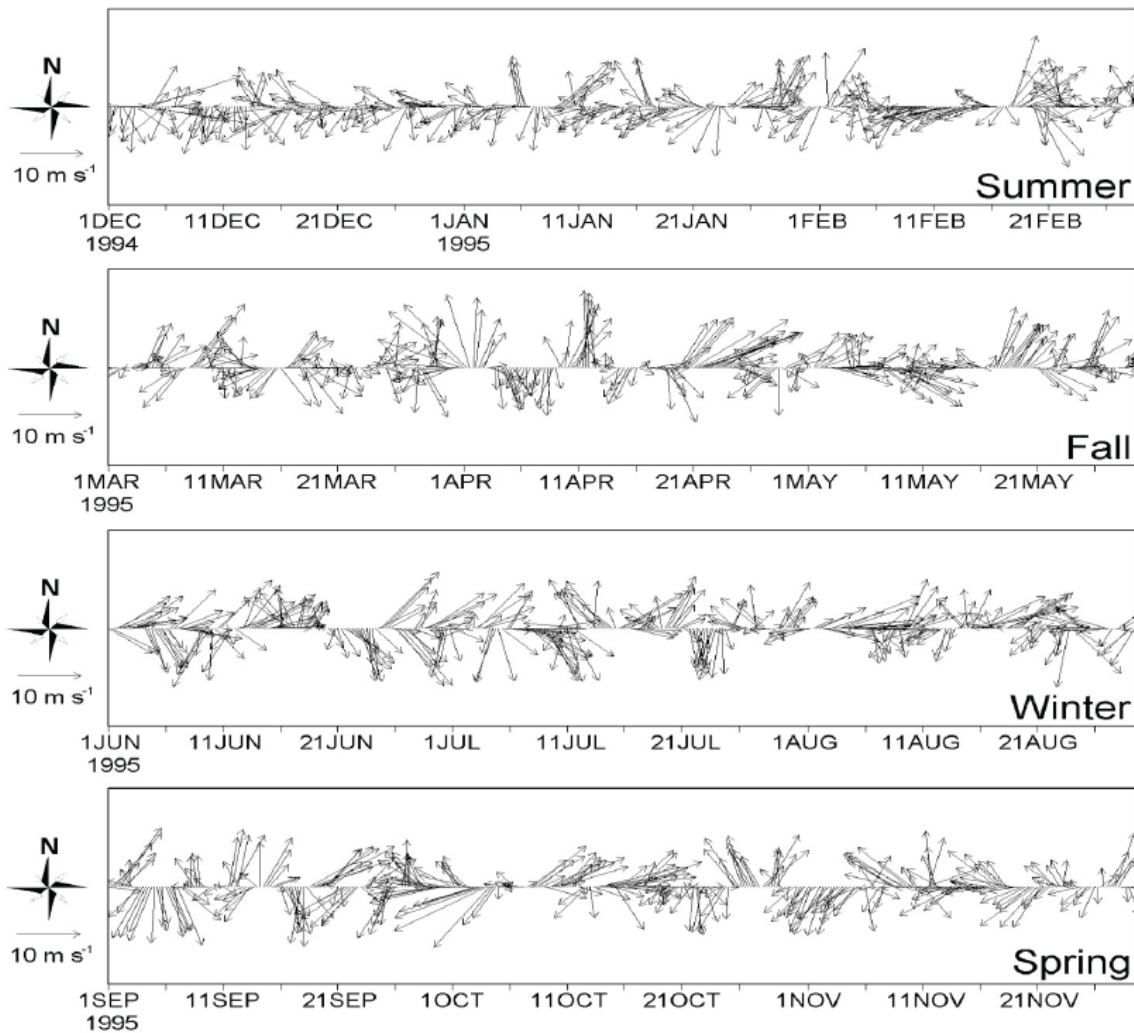 N
10 m s-1
Summer
1DEC 11DEC 21DEC 1JAN 11JAN 21JAN 1FEB 11FEB 21FEB
1994 1995
N
10 m s-1
Fall
1MAR 11MAR 21MAR 1APR 11APR 21APR 1MAY 11MAY 21MAY
1995
N
10 m s-1
Winter
1JUN 11JUN 21JUN 1JUL 11JUL 21JUL 1AUG 11AUG 21AUG
1995
N
10 m s-1
Spring
1SEP 11SEP 21SEP 1OCT 11OCT 21OCT 1NOV 11NOV 21NOV
1995